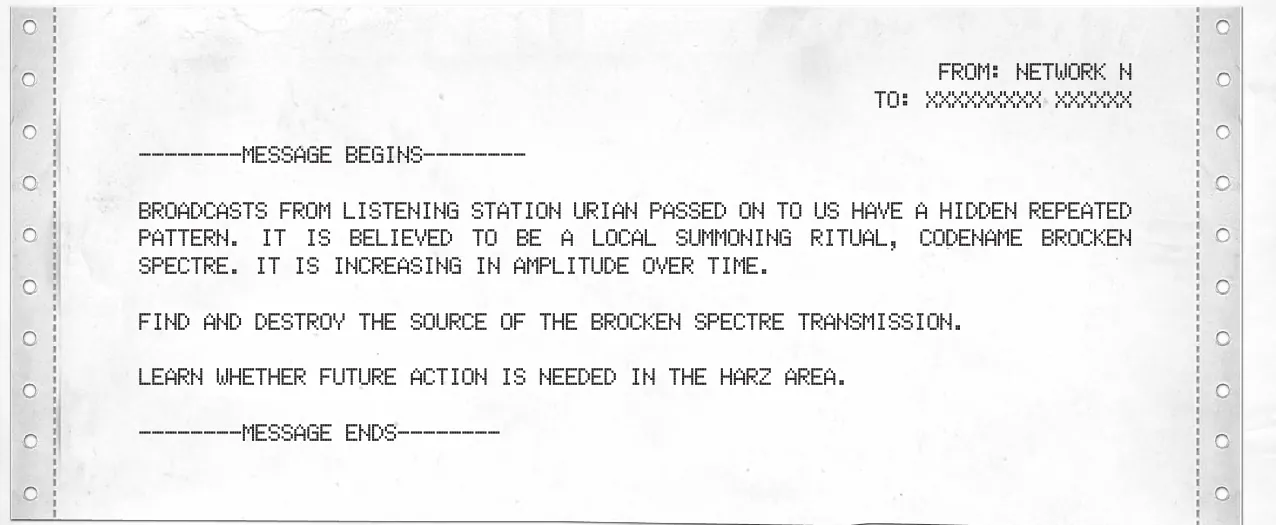 FROM: NETWORK N
TO: XXXXXXXXX XXXXXX
--------MESSAGE BEGINS--------
BROADCASTS FROM LISTENING STATION URIAN PASSED ON TO US HAVE A HIDDEN REPEATED
PATTERN. IT IS BELIEVED TO BE A LOCAL SUMMONING RITUAL, CODENAME BROCKEN
SPECTRE. IT IS INCREASING IN AMPLITUDE OVER TIME.
FIND AND DESTROY THE SOURCE OF THE BROCKEN SPECTRE TRANSMISSION.
LEARN WHETHER FUTURE ACTION IS NEEDED IN THE HARZ AREA.
--------MESSAGE ENDS--------